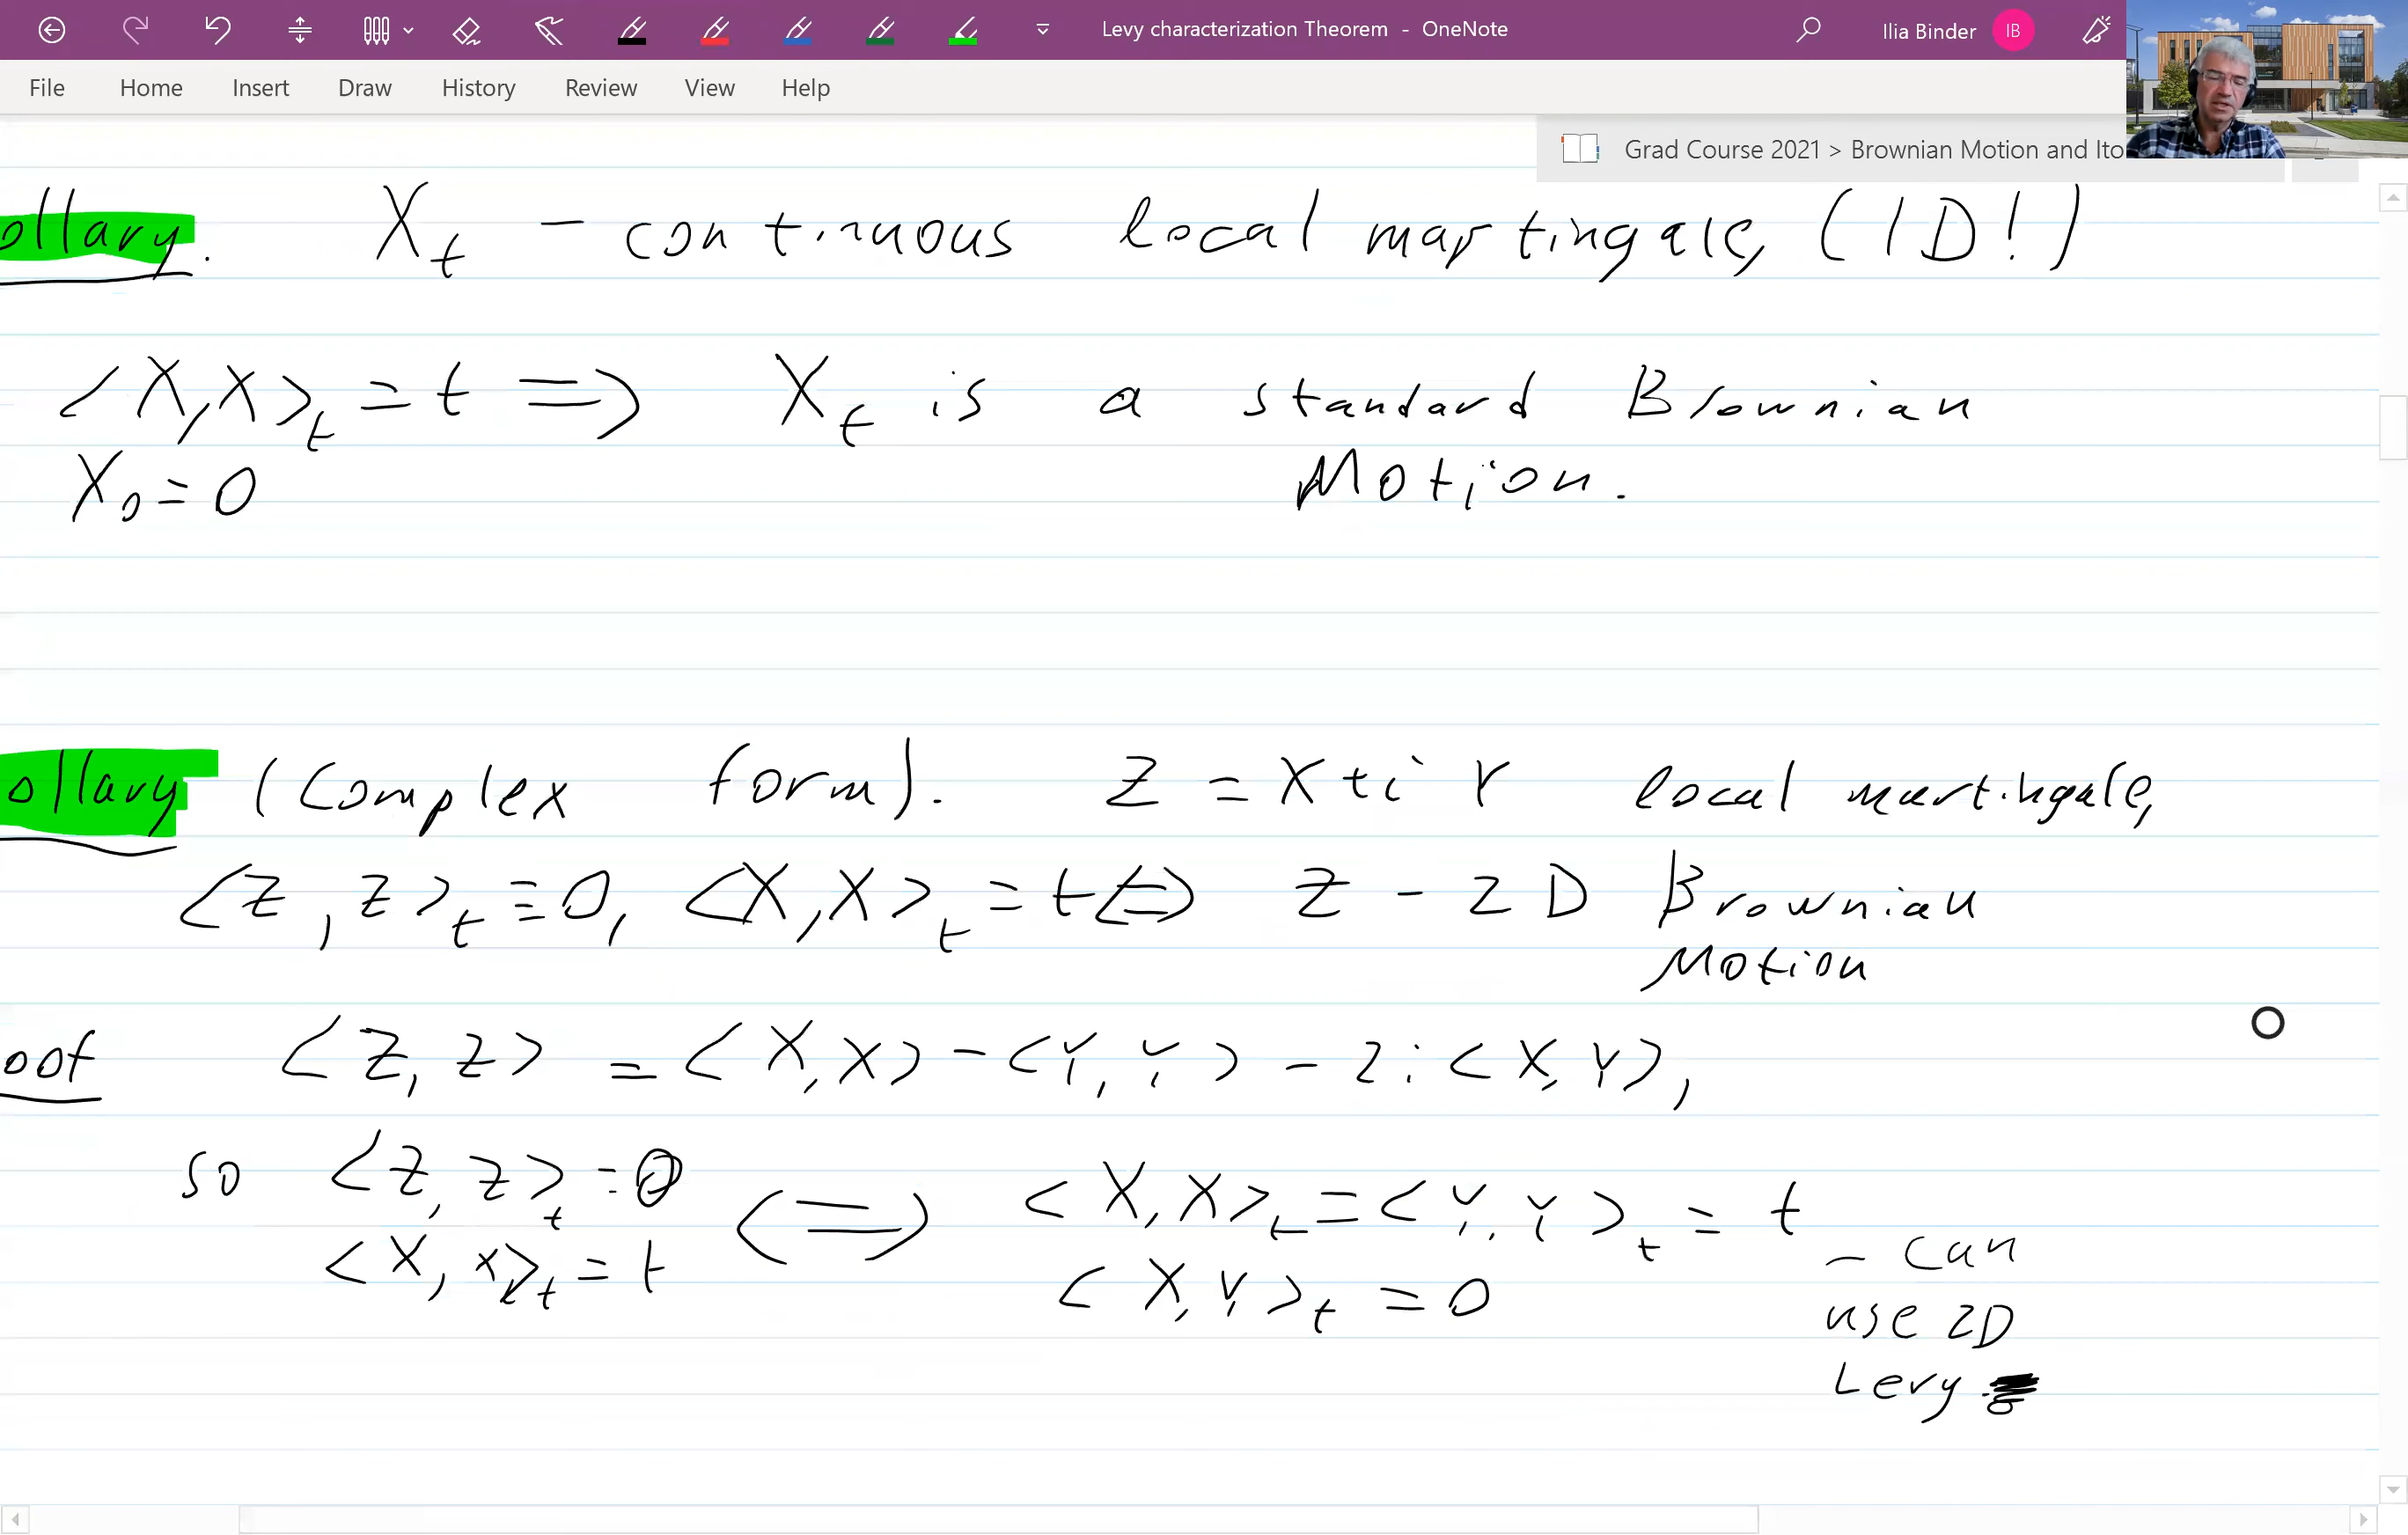 Levy characterization Theorem - OneNote
Ilia Binder IB
File Home Insert Draw History Review View Help
Grad Course 2021 > Brownian Motion and Ito
ollary. X_t – continuous local martingale, (1D!)
<X,X>_t = t => X_t is a standard Brownian
X_0 = 0 Motion.
ollary (Complex form). Z = X + i Y local martingale,
<Z, Z>_t ≡ 0, <X,X>_t = t <=> Z - 2D Brownian
Motion
oof <Z, Z> = <X,X> - <Y,Y> - 2i <X,Y>,
so <Z, Z>_t = 0 <=> <X,X>_t = <Y,Y>_t = t
<X,X>_t = t <X,Y>_t = 0 – can
use 2D
Levy.